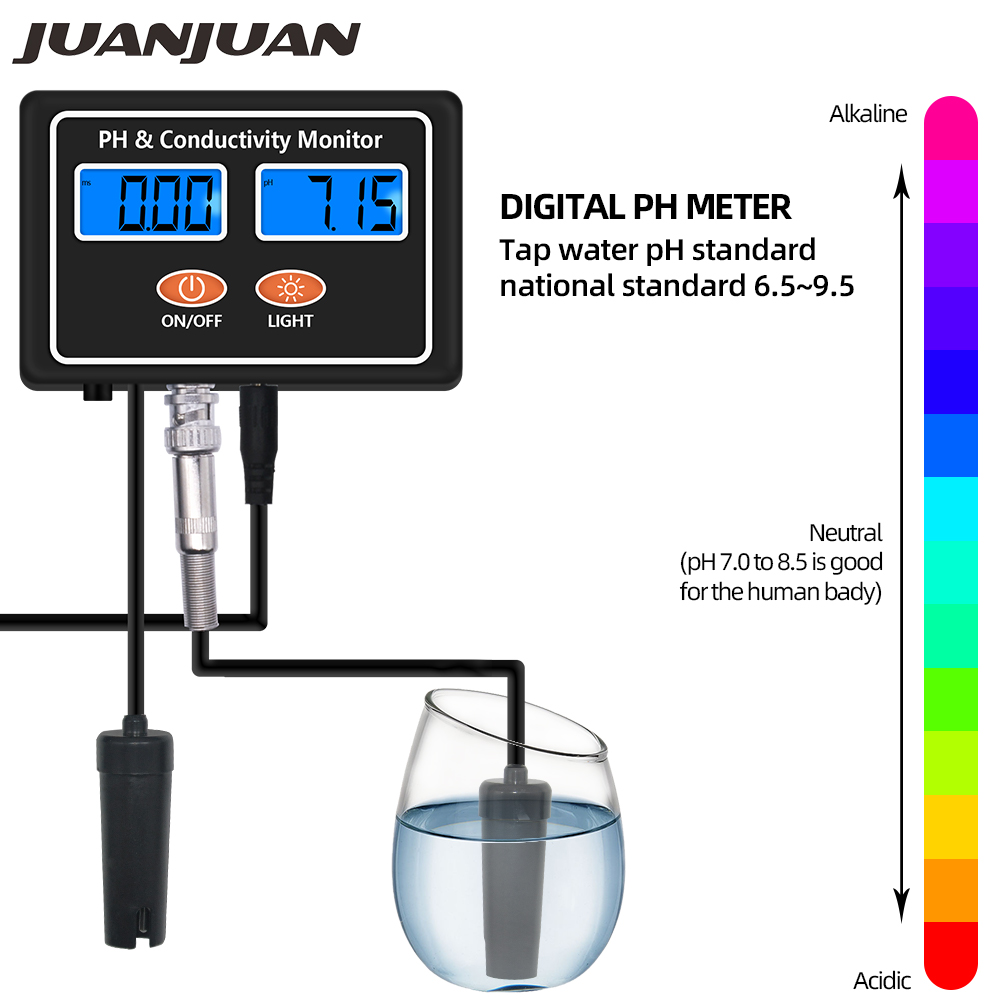 JUANJUAN
PH & Conductivity Monitor
ms
0.00
pH
7.15
ON/OFF
LIGHT
DIGITAL PH METER
Tap water pH standard
national standard 6.5~9.5
Alkaline
Neutral
(pH 7.0 to 8.5 is good
for the human bady)
Acidic